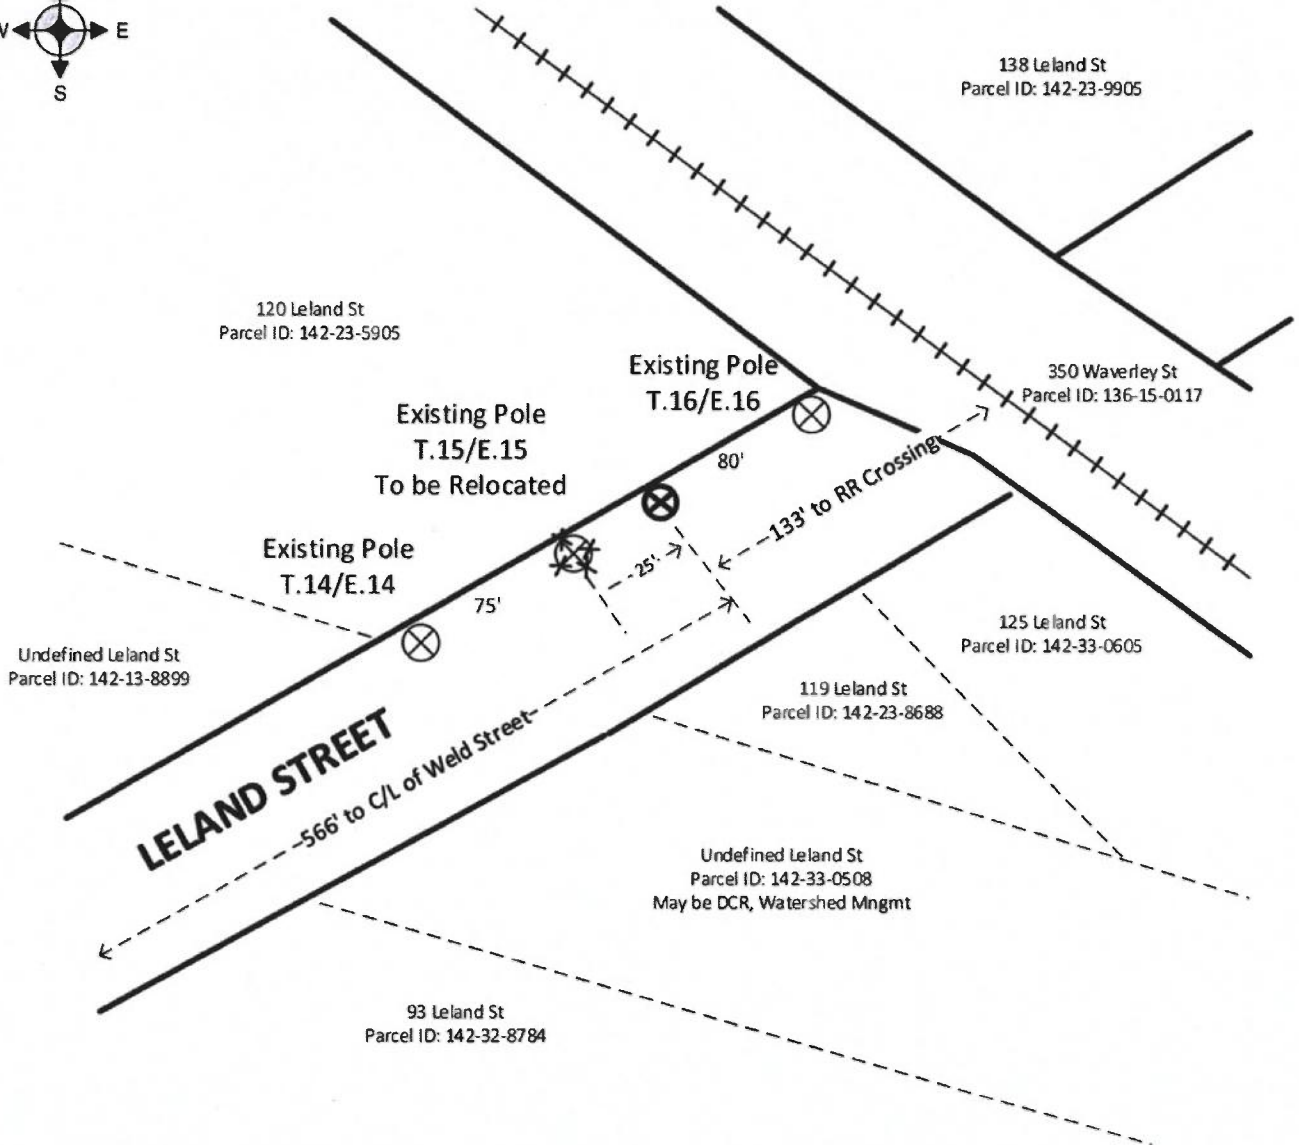 W E
S
138 Leland St
Parcel ID: 142-23-9905
120 Leland St
Parcel ID: 142-23-5905
350 Waverley St
Parcel ID: 136-15-0117
Existing Pole
T.16/E.16
Existing Pole
T.15/E.15
To be Relocated
80'
133' to RR Crossing
Existing Pole
T.14/E.14
25'
75'
Undefined Leland St
Parcel ID: 142-13-8899
125 Leland St
Parcel ID: 142-33-0605
119 Leland St
Parcel ID: 142-23-8688
LELAND STREET
566' to C/L of Weld Street
Undefined Leland St
Parcel ID: 142-33-0508
May be DCR, Watershed Mngmt
93 Leland St
Parcel ID: 142-32-8784